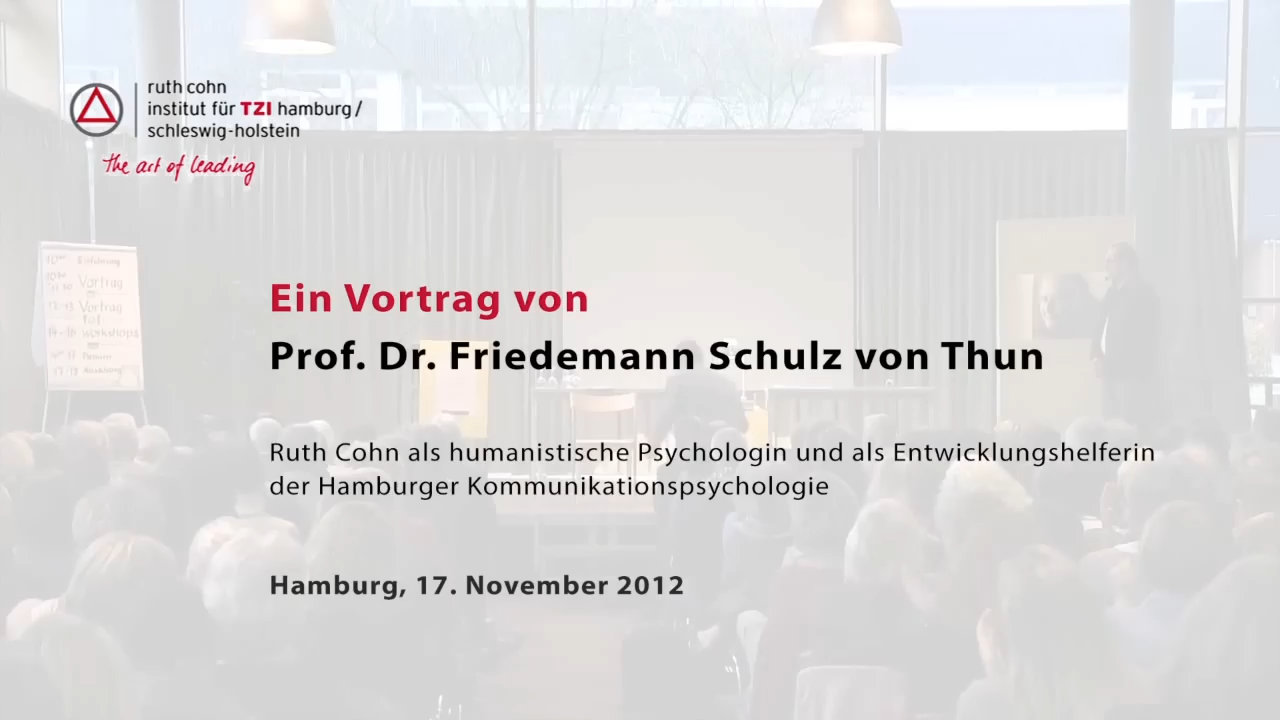 ruth cohn
institut für TZI hamburg/
schleswig-holstein
the art of leading
Ein Vortrag von
Prof. Dr. Friedemann Schulz von Thun
Ruth Cohn als humanistische Psychologin und als Entwicklungshelferin
der Hamburger Kommunikationspsychologie
Hamburg, 17. November 2012
Einführung
Vortrag
Vortrag
Workshops